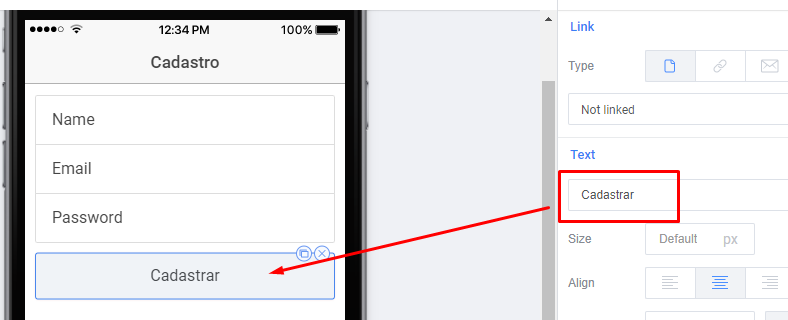 12:34 PM
100%
Cadastro
Name
Email
Password
Cadastrar
Link
Type
Not linked
Text
Cadastrar
Size
Default
px
Align